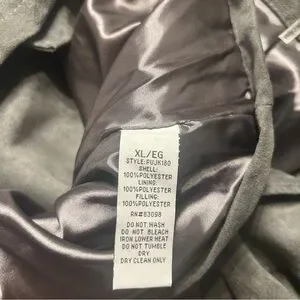 XL/EG
STYLE:PUJK180
SHELL:
100%POLYESTER
LINING:
100%POLYESTER
FILLING:
100%POLYESTER
RN#83098
DO NOT WASH
DO NOT BLEACH
IRON LOWER HEAT
DO NOT TUMBLE
DRY
DRY CLEAN ONLY